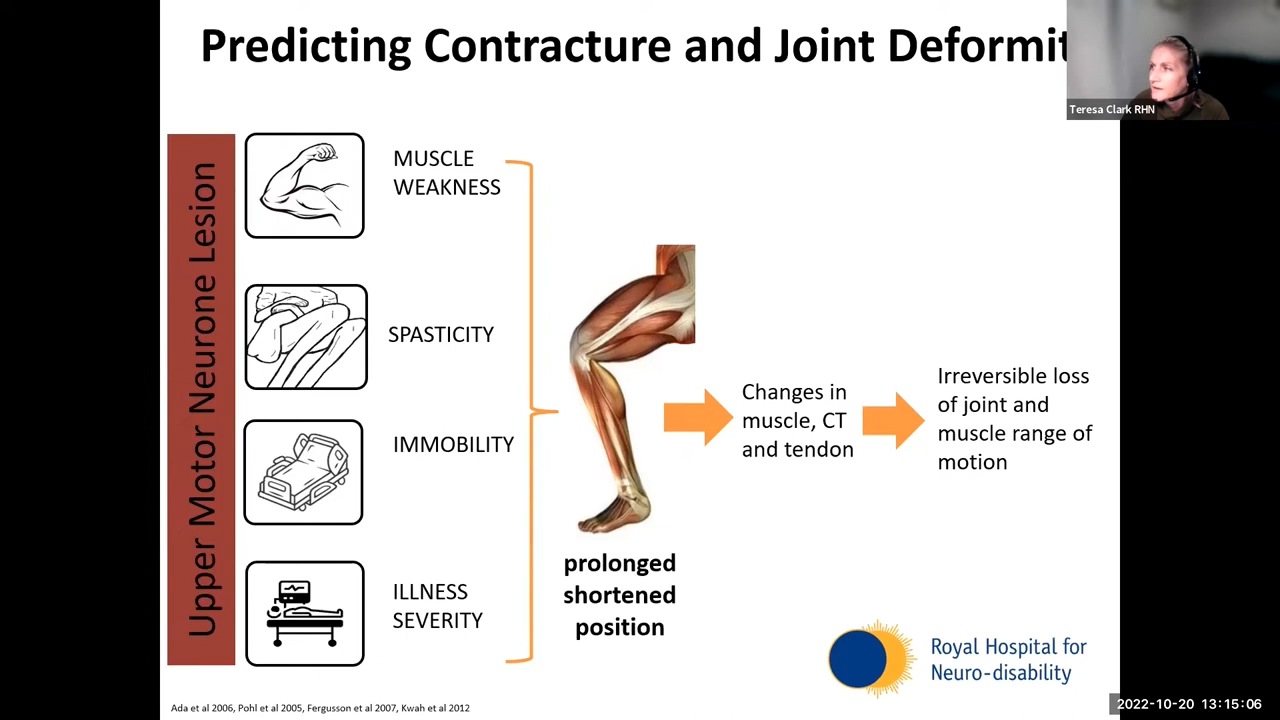 Predicting Contracture and Joint Deformit
Teresa Clark RHN
Upper Motor Neurone Lesion
MUSCLE
WEAKNESS
SPASTICITY
IMMOBILITY
ILLNESS
SEVERITY
prolonged
shortened
position
Changes in
muscle, CT
and tendon
Irreversible loss
of joint and
muscle range of
motion
Royal Hospital for
Neuro-disability
Ada et al 2006, Pohl et al 2005, Fergusson et al 2007, Kwah et al 2012
2022-10-20 13:15:06